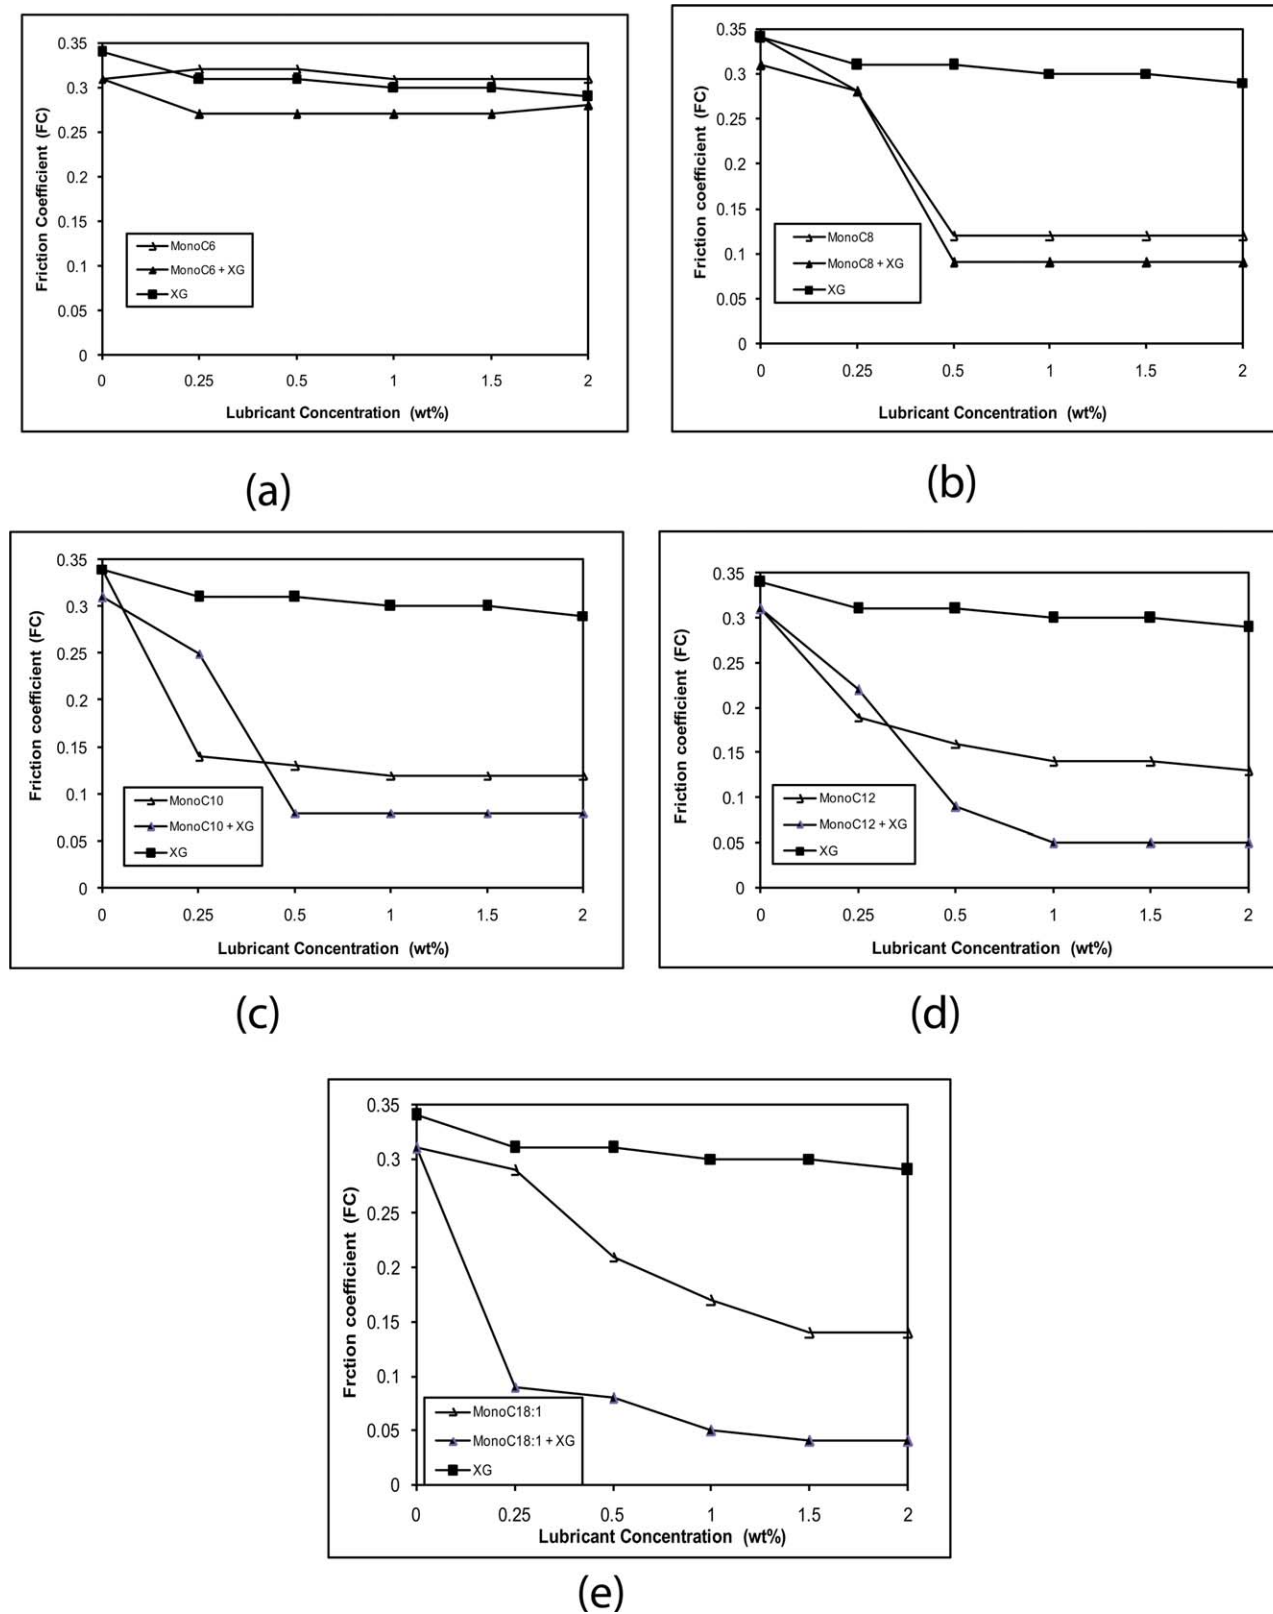 0.35
0.3
0.25
0.2
0.15
0.1
0.05
0
Friction Coefficient (FC)
MonoC6
MonoC6 + XG
XG
0 0.25 0.5 1 1.5 2
Lubricant Concentration (wt%)
(a)
0.35
0.3
0.25
0.2
0.15
0.1
0.05
0
Friction coefficient (FC)
MonoC8
MonoC8 + XG
XG
0 0.25 0.5 1 1.5 2
Lubricant Concentration (wt%)
(b)
0.35
0.3
0.25
0.2
0.15
0.1
0.05
0
Friction coefficient (FC)
MonoC10
MonoC10 + XG
XG
0 0.25 0.5 1 1.5 2
Lubricant Concentration (wt%)
(c)
0.35
0.3
0.25
0.2
0.15
0.1
0.05
0
Friction coefficient (FC)
MonoC12
MonoC12 + XG
XG
0 0.25 0.5 1 1.5 2
Lubricant Concentration (wt%)
(d)
0.35
0.3
0.25
0.2
0.15
0.1
0.05
0
Frction coefficient (FC)
MonoC18:1
MonoC18:1 + XG
XG
0 0.25 0.5 1 1.5 2
Lubricant Concentration (wt%)
(e)